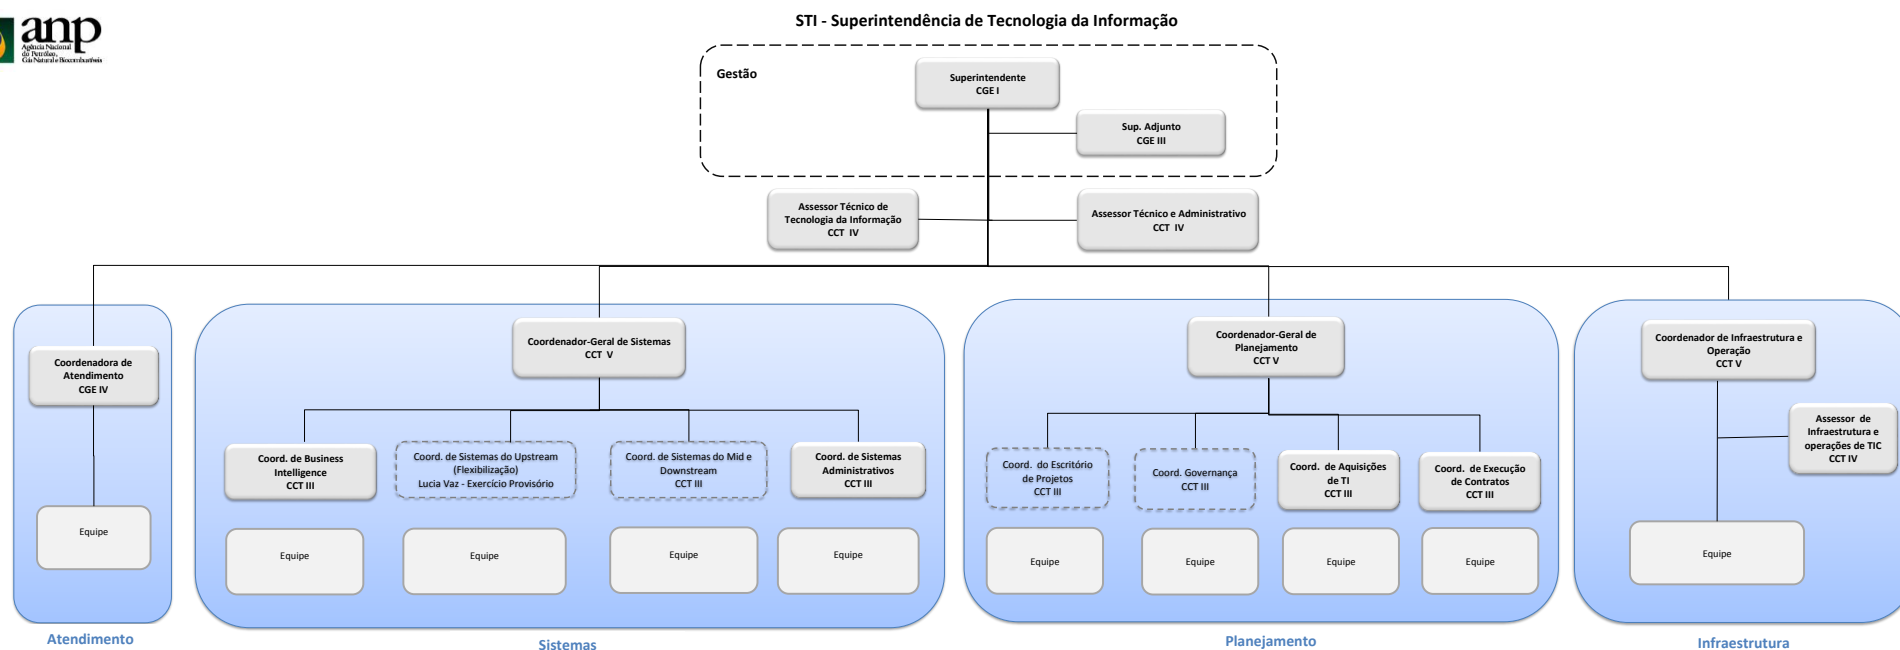 anp
Agência Nacional
do Petróleo,
Gás Natural e Biocombustíveis
STI - Superintendência de Tecnologia da Informação
Gestão
Superintendente
CGE I
Sup. Adjunto
CGE III
Assessor Técnico de
Tecnologia da Informação
CCT IV
Assessor Técnico e Administrativo
CCT IV
Coordenadora de
Atendimento
CGE IV
Equipe
Atendimento
Coordenador-Geral de Sistemas
CCT V
Coord. de Business
Intelligence
CCT III
Coord. de Sistemas do Upstream
(Flexibilização)
Lucia Vaz - Exercício Provisório
Coord. de Sistemas do Mid e
Downstream
CCT III
Coord. de Sistemas
Administrativos
CCT III
Equipe
Equipe
Equipe
Equipe
Sistemas
Coordenador-Geral de
Planejamento
CCT V
Coord. do Escritório
de Projetos
CCT III
Coord. Governança
CCT III
Coord. de Aquisições
de TI
CCT III
Coord. de Execução
de Contratos
CCT III
Equipe
Equipe
Equipe
Equipe
Planejamento
Coordenador de Infraestrutura e
Operação
CCT V
Assessor de
Infraestrutura e
operações de TIC
CCT IV
Equipe
Infraestrutura